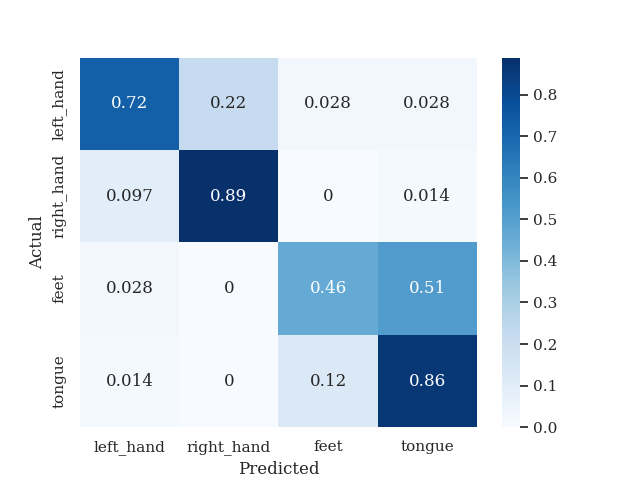 left_hand 0.72 0.22 0.028 0.028
right_hand 0.097 0.89 0 0.014
feet 0.028 0 0.46 0.51
tongue 0.014 0 0.12 0.86
Actual
left_hand right_hand feet tongue
Predicted
0.8
0.7
0.6
0.5
0.4
0.3
0.2
0.1
0.0